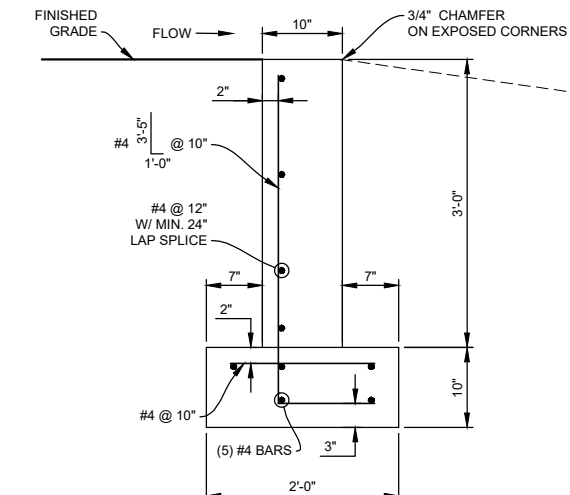 FINISHED
GRADE
FLOW
10"
3/4" CHAMFER
ON EXPOSED CORNERS
2"
#4
3'-5"
1'-0"
@ 10"
#4 @ 12"
W/ MIN. 24"
LAP SPLICE
3'-0"
7"
7"
2"
10"
#4 @ 10"
(5) #4 BARS
3"
2'-0"